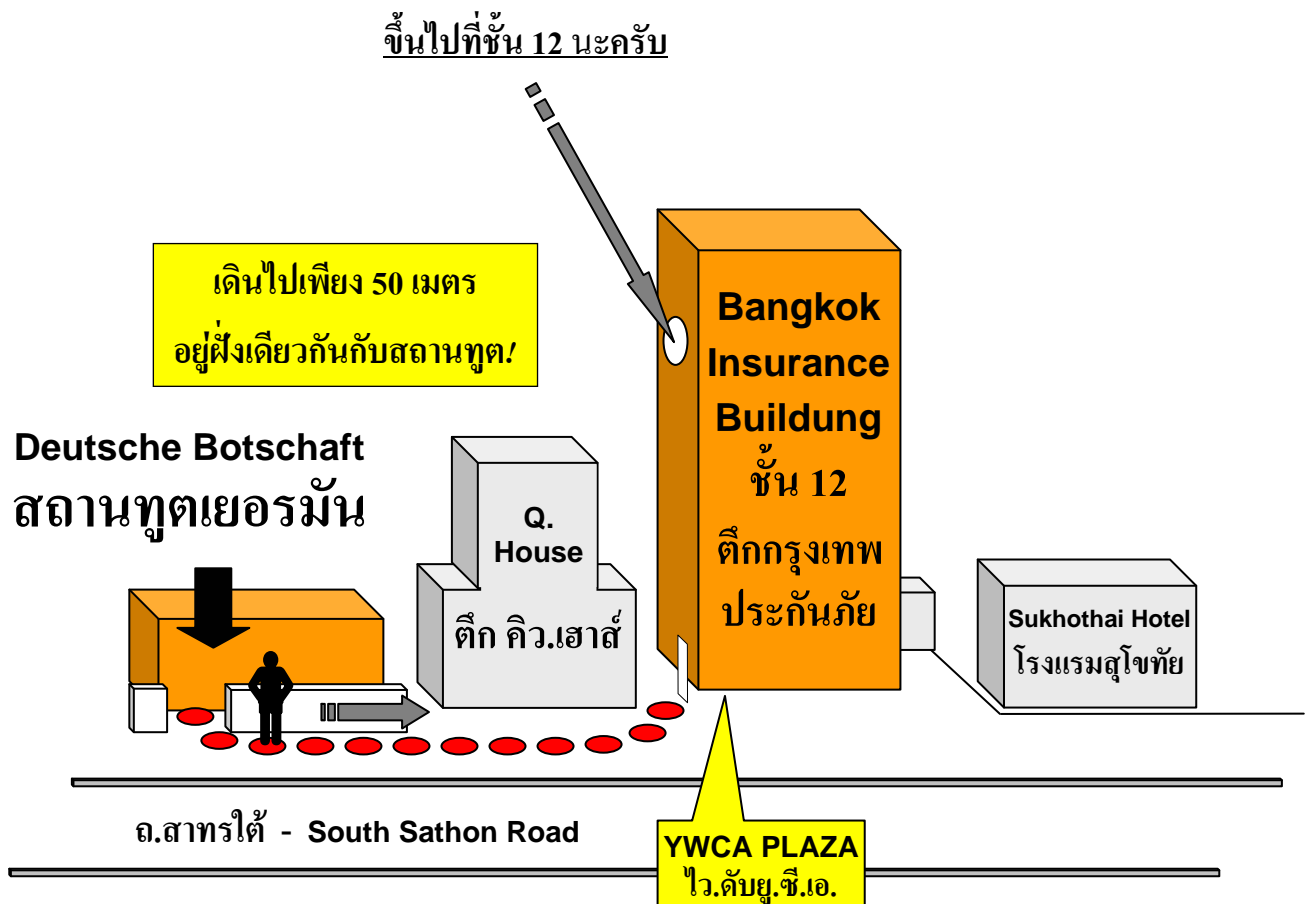 ขึ้นไปที่ชั้น 12 นะครับ
เดินไปเพียง 50 เมตร
อยู่ฝั่งเดียวกันกับสถานทูต!
Deutsche Botschaft
สถานทูตเยอรมัน
Q.
House
ตึก คิว.เฮาส์
Bangkok
Insurance
Buildung
ชั้น 12
ตึกกรุงเทพ
ประกันภัย
Sukhothai Hotel
โรงแรมสุโขทัย
ถ.สาทรใต้ - South Sathon Road
YWCA PLAZA
ไว.ดับยู.ซี.เอ.